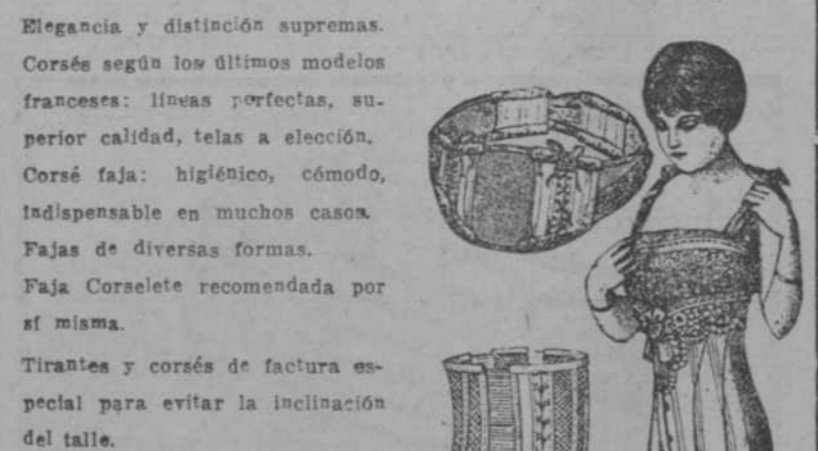 Elegancia y distinción supremas.
Corsés según los últimos modelos
franceses: líneas perfectas, su-
perior calidad, telas a elección.
Corsé faja: higiénico, cómodo,
indispensable en muchos casos.
Fajas de diversas formas.
Faja Corselete recomendada por
sí misma.
Tirantes y corsés de factura es-
pecial para evitar la inclinación
del talle.